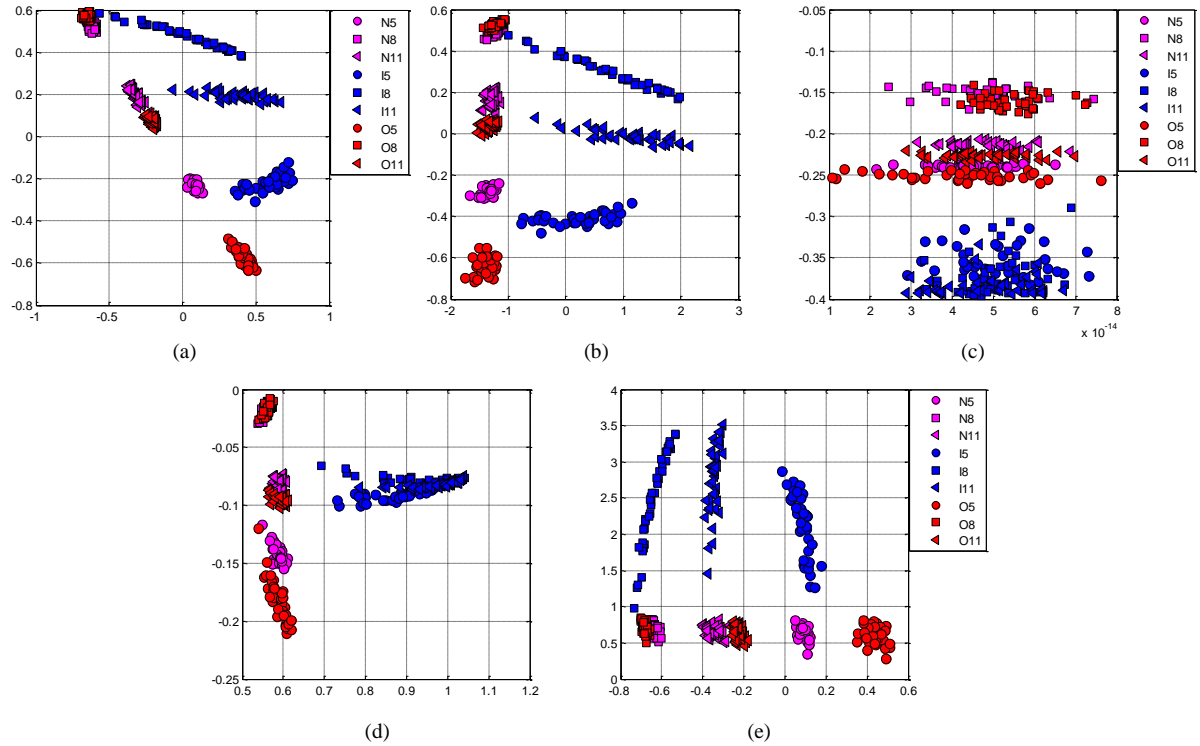 0.6
0.4
0.2
0
-0.2
-0.4
-0.6
-0.8
-1 -0.5 0 0.5 1
N5
N8
N11
I5
I8
I11
O5
O8
O11
(a)
0.6
0.4
0.2
0
-0.2
-0.4
-0.6
-0.8
-2 -1 0 1 2 3
(b)
-0.05
-0.1
-0.15
-0.2
-0.25
-0.3
-0.35
-0.4
1 2 3 4 5 6 7 8
x 10^-14
N5
N8
N11
I5
I8
I11
O5
O8
O11
(c)
0
-0.05
-0.1
-0.15
-0.2
-0.25
0.5 0.6 0.7 0.8 0.9 1 1.1 1.2
(d)
4
3.5
3
2.5
2
1.5
1
0.5
0
-0.8 -0.6 -0.4 -0.2 0 0.2 0.4 0.6
N5
N8
N11
I5
I8
I11
O5
O8
O11
(e)